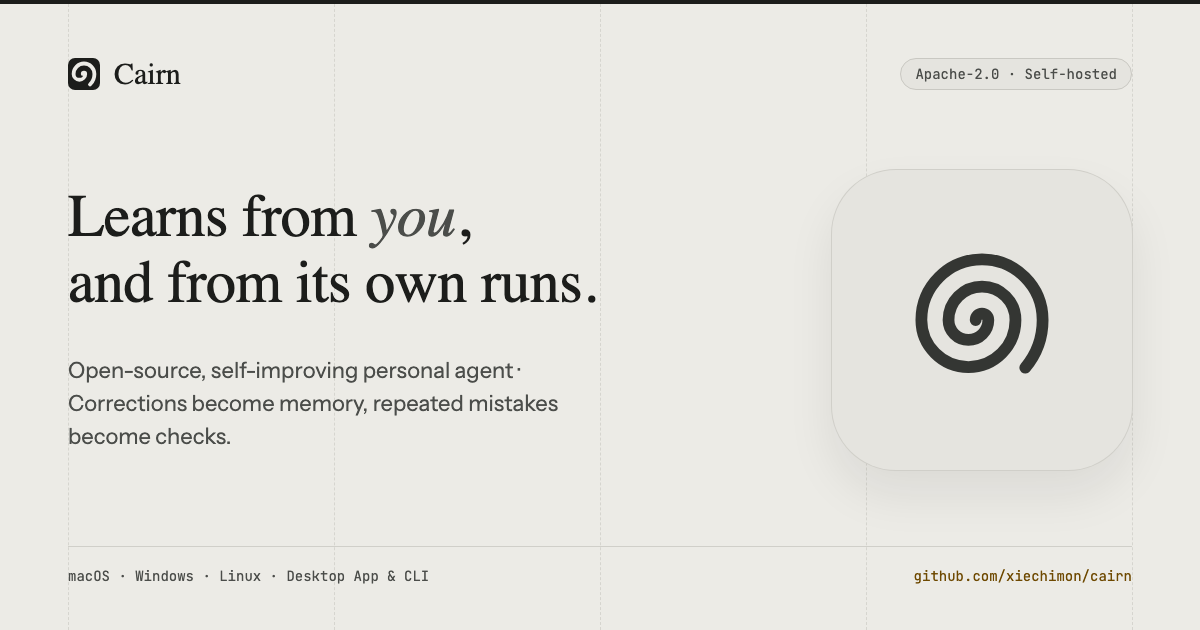 Cairn
Apache-2.0 · Self-hosted
Learns from you,
and from its own runs.
Open-source, self-improving personal agent ·
Corrections become memory, repeated mistakes
become checks.
macOS · Windows · Linux · Desktop App & CLI
github.com/xiechimon/cairn